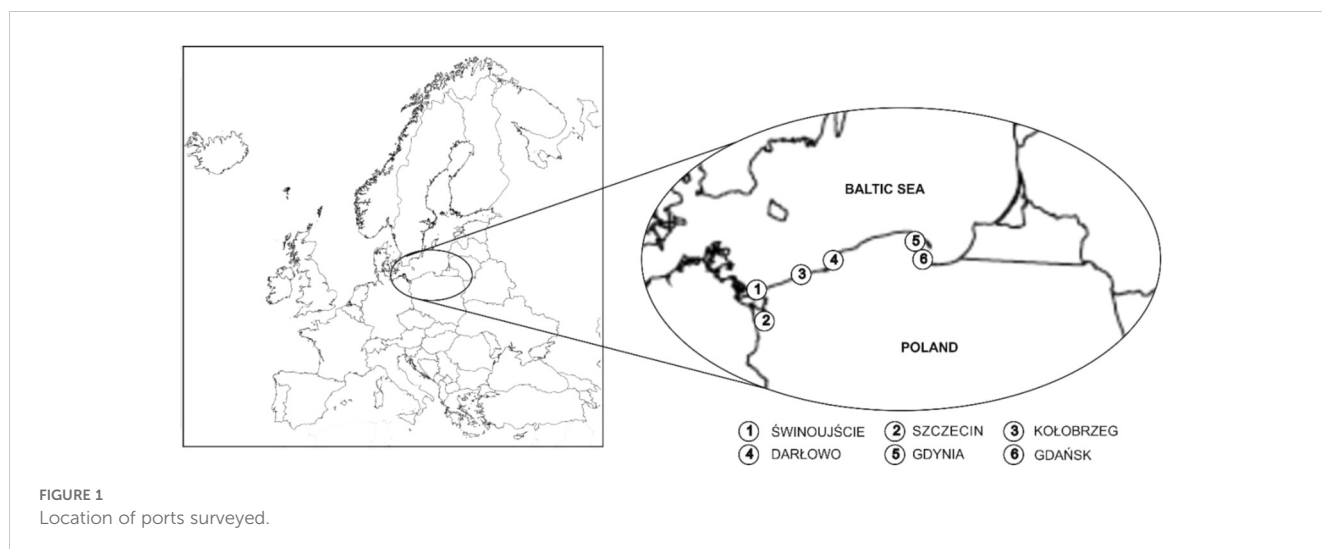 BALTIC SEA
5
6
4
3
1
2
POLAND
1 ŚWINOUJŚCIE 2 SZCZECIN 3 KOŁOBRZEG
4 DARŁOWO 5 GDYNIA 6 GDAŃSK
FIGURE 1
Location of ports surveyed.